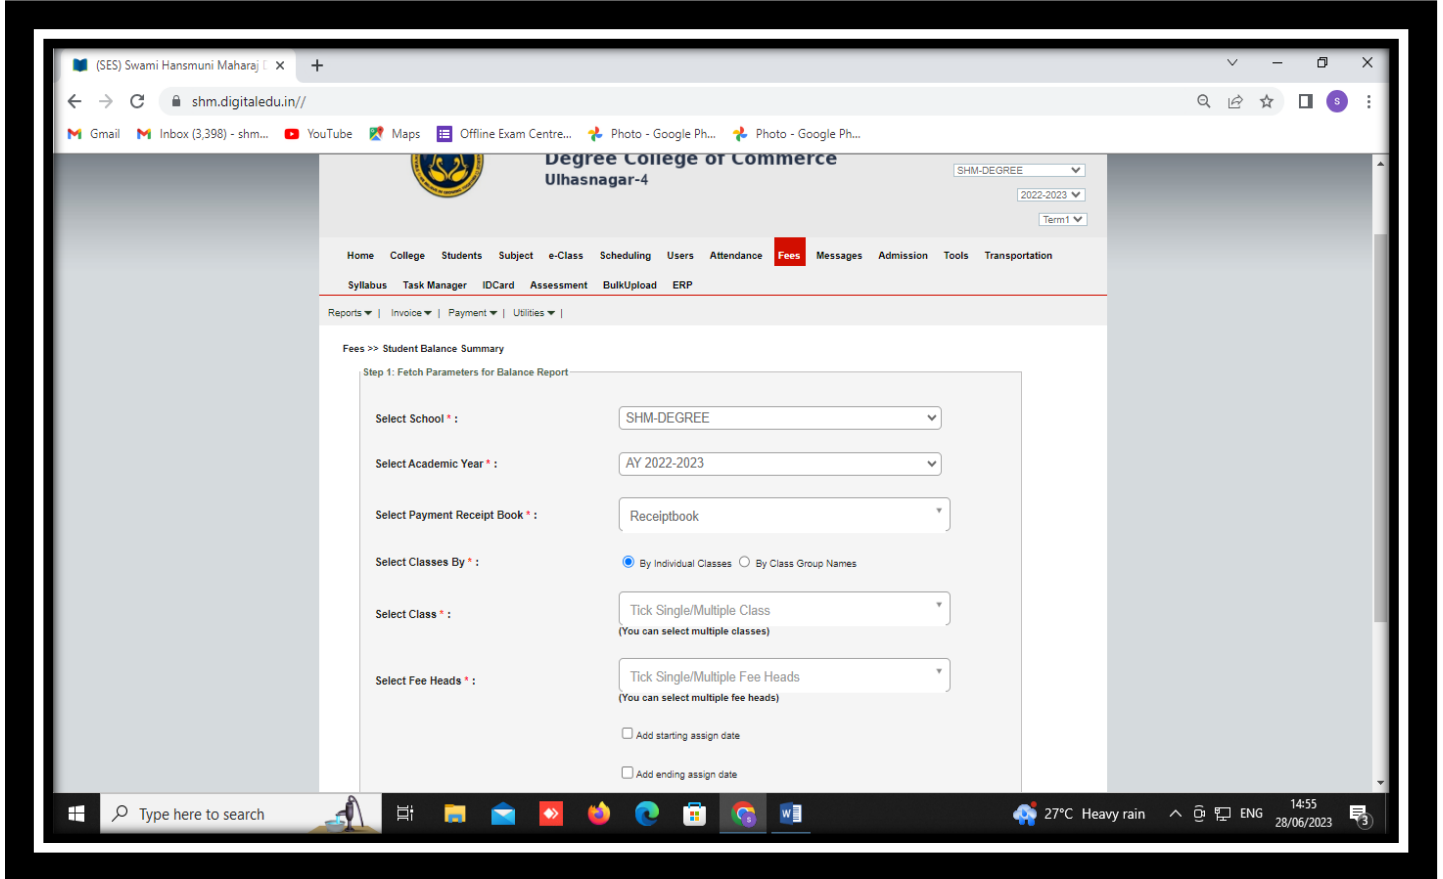 (SES) Swami Hansmuni Maharaj D
shm.digitaledu.in//
S
Gmail
Inbox (3,398) - shm...
YouTube
Maps
Offline Exam Centre...
Photo - Google Ph...
Photo - Google Ph...
Degree College of Commerce
Ulhasnagar-4
SHM-DEGREE
2022-2023
Term1
Home College Students Subject e-Class Scheduling Users Attendance Fees Messages Admission Tools Transportation
Syllabus Task Manager IDCard Assessment BulkUpload ERP
Reports | Invoice | Payment | Utilities |
Fees >> Student Balance Summary
Step 1: Fetch Parameters for Balance Report
Select School * : SHM-DEGREE
Select Academic Year * : AY 2022-2023
Select Payment Receipt Book * : Receiptbook
Select Classes By * : By Individual Classes By Class Group Names
Select Class * : Tick Single/Multiple Class
(You can select multiple classes)
Select Fee Heads * : Tick Single/Multiple Fee Heads
(You can select multiple fee heads)
Add starting assign date
Add ending assign date
Type here to search
27°C Heavy rain
ENG
14:55
28/06/2023
3